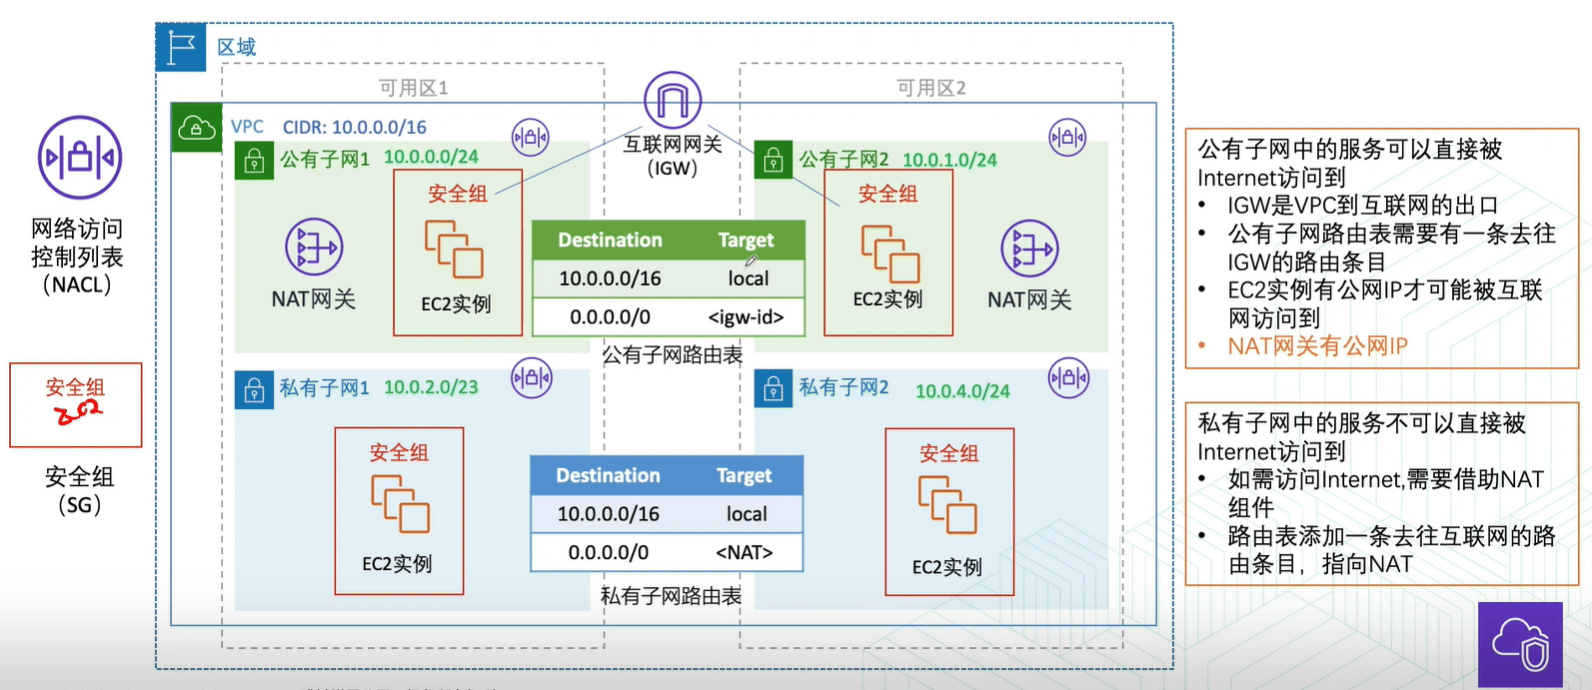 区域
可用区1
可用区2
VPC CIDR: 10.0.0.0/16
互联网网关
（IGW）
公有子网1 10.0.0.0/24
公有子网2 10.0.1.0/24
安全组
安全组
NAT网关
EC2实例
EC2实例
NAT网关
Destination Target
10.0.0.0/16 local
0.0.0.0/0 <igw-id>
公有子网路由表
私有子网1 10.0.2.0/23
私有子网2 10.0.4.0/24
安全组
安全组
EC2实例
EC2实例
Destination Target
10.0.0.0/16 local
0.0.0.0/0 <NAT>
私有子网路由表
网络访问
控制列表
（NACL）
安全组
安全组
（SG）
公有子网中的服务可以直接被
Internet访问到
• IGW是VPC到互联网的出口
• 公有子网路由表需要有一条去往
IGW的路由条目
• EC2实例有公网IP才可能被互联
网访问到
• NAT网关有公网IP
私有子网中的服务不可以直接被
Internet访问到
• 如需访问Internet,需要借助NAT
组件
• 路由表添加一条去往互联网的路
由条目，指向NAT